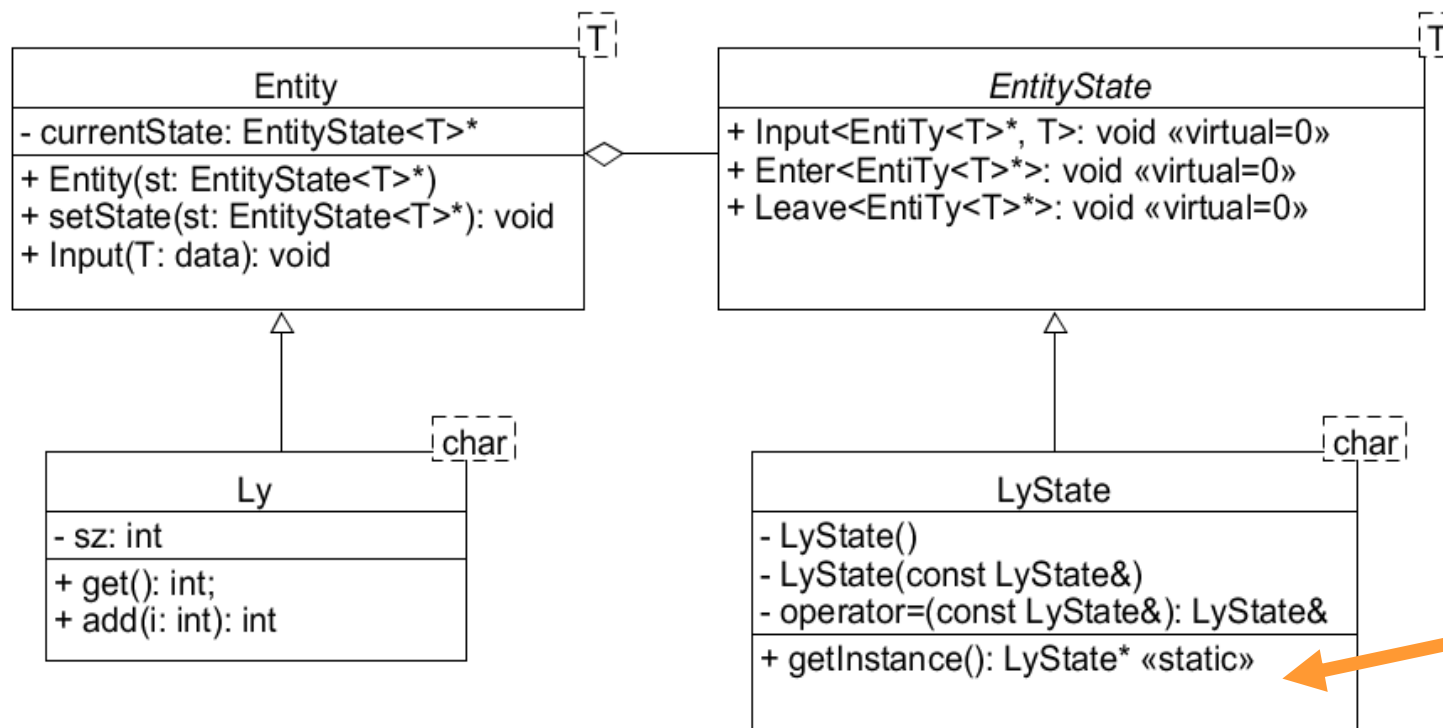 T
Entity
- currentState: EntityState<T>*
+ Entity(st: EntityState<T>*)
+ setState(st: EntityState<T>*): void
+ Input(T: data): void
T
EntityState
+ Input<EntiTy<T>*, T>: void «virtual=0»
+ Enter<EntiTy<T>*>: void «virtual=0»
+ Leave<EntiTy<T>*>: void «virtual=0»
char
Ly
- sz: int
+ get(): int;
+ add(i: int): int
char
LyState
- LyState()
- LyState(const LyState&)
- operator=(const LyState&): LyState&
+ getInstance(): LyState* «static»